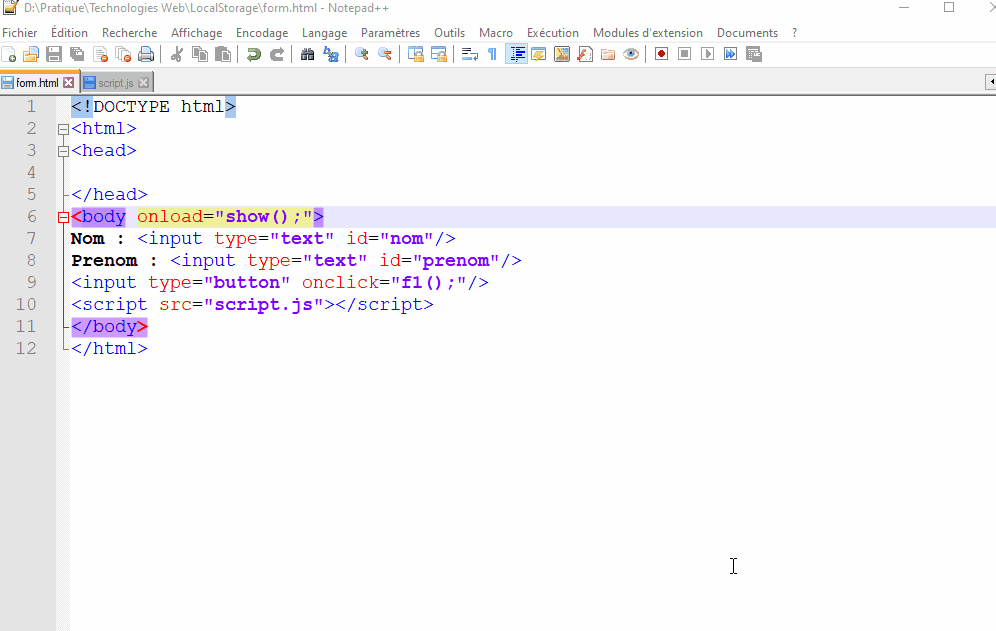 D:\Pratique\Technologies Web\LocalStorage\form.html - Notepad++
Fichier Édition Recherche Affichage Encodage Langage Paramètres Outils Macro Exécution Modules d'extension Documents ?
form.html script.js
1 <!DOCTYPE html>
2 <html>
3 <head>
4
5 </head>
6 <body onload="show();">
7 Nom : <input type="text" id="nom"/>
8 Prenom : <input type="text" id="prenom"/>
9 <input type="button" onclick="f1();"/>
10 <script src="script.js"></script>
11 </body>
12 </html>